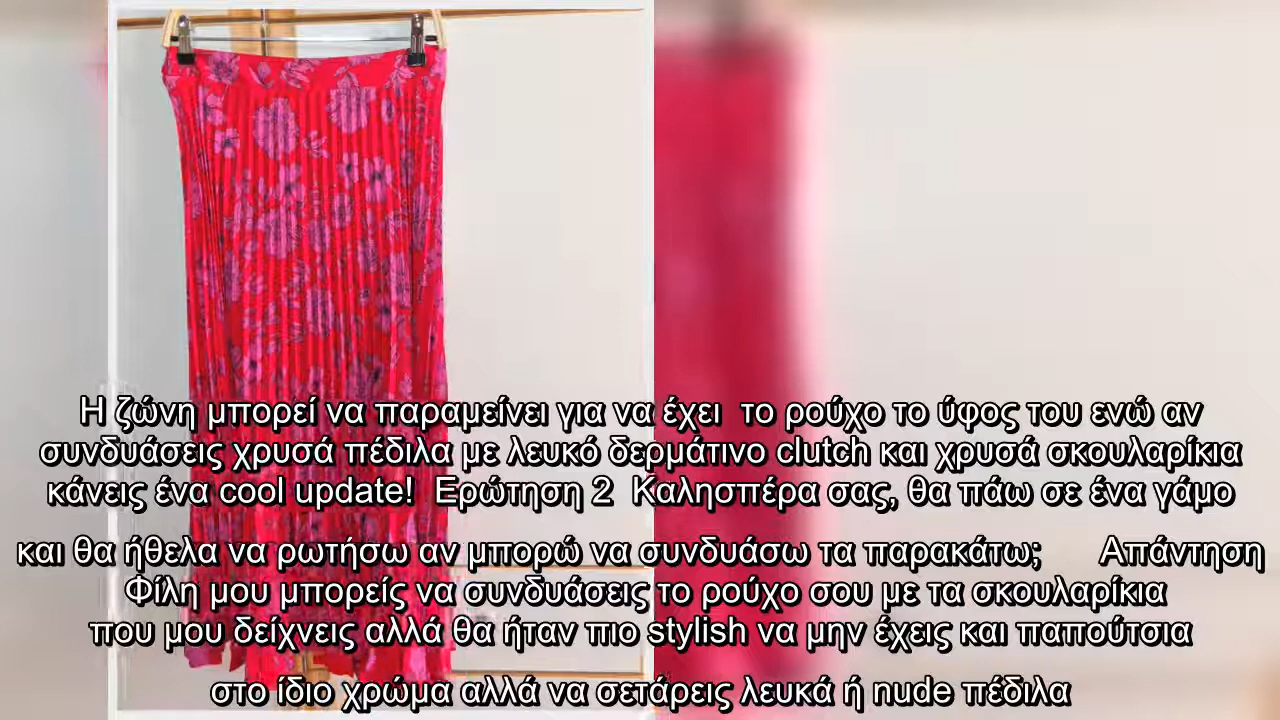 Η ζώνη μπορεί να παραμείνει για να έχει  το ρούχο το ύφος του ενώ αν
συνδυάσεις χρυσά πέδιλα με λευκό δερμάτινο clutch και χρυσά σκουλαρίκια
κάνεις ένα cool update!  Ερώτηση 2  Καλησπέρα σας, θα πάω σε ένα γάμο
και θα ήθελα να ρωτήσω αν μπορώ να συνδυάσω τα παρακάτω;      Απάντηση
Φίλη μου μπορείς να συνδυάσεις το ρούχο σου με τα σκουλαρίκια
που μου δείχνεις αλλά θα ήταν πιο stylish να μην έχεις και παπούτσια
στο ίδιο χρώμα αλλά να σετάρεις λευκά ή nude πέδιλα